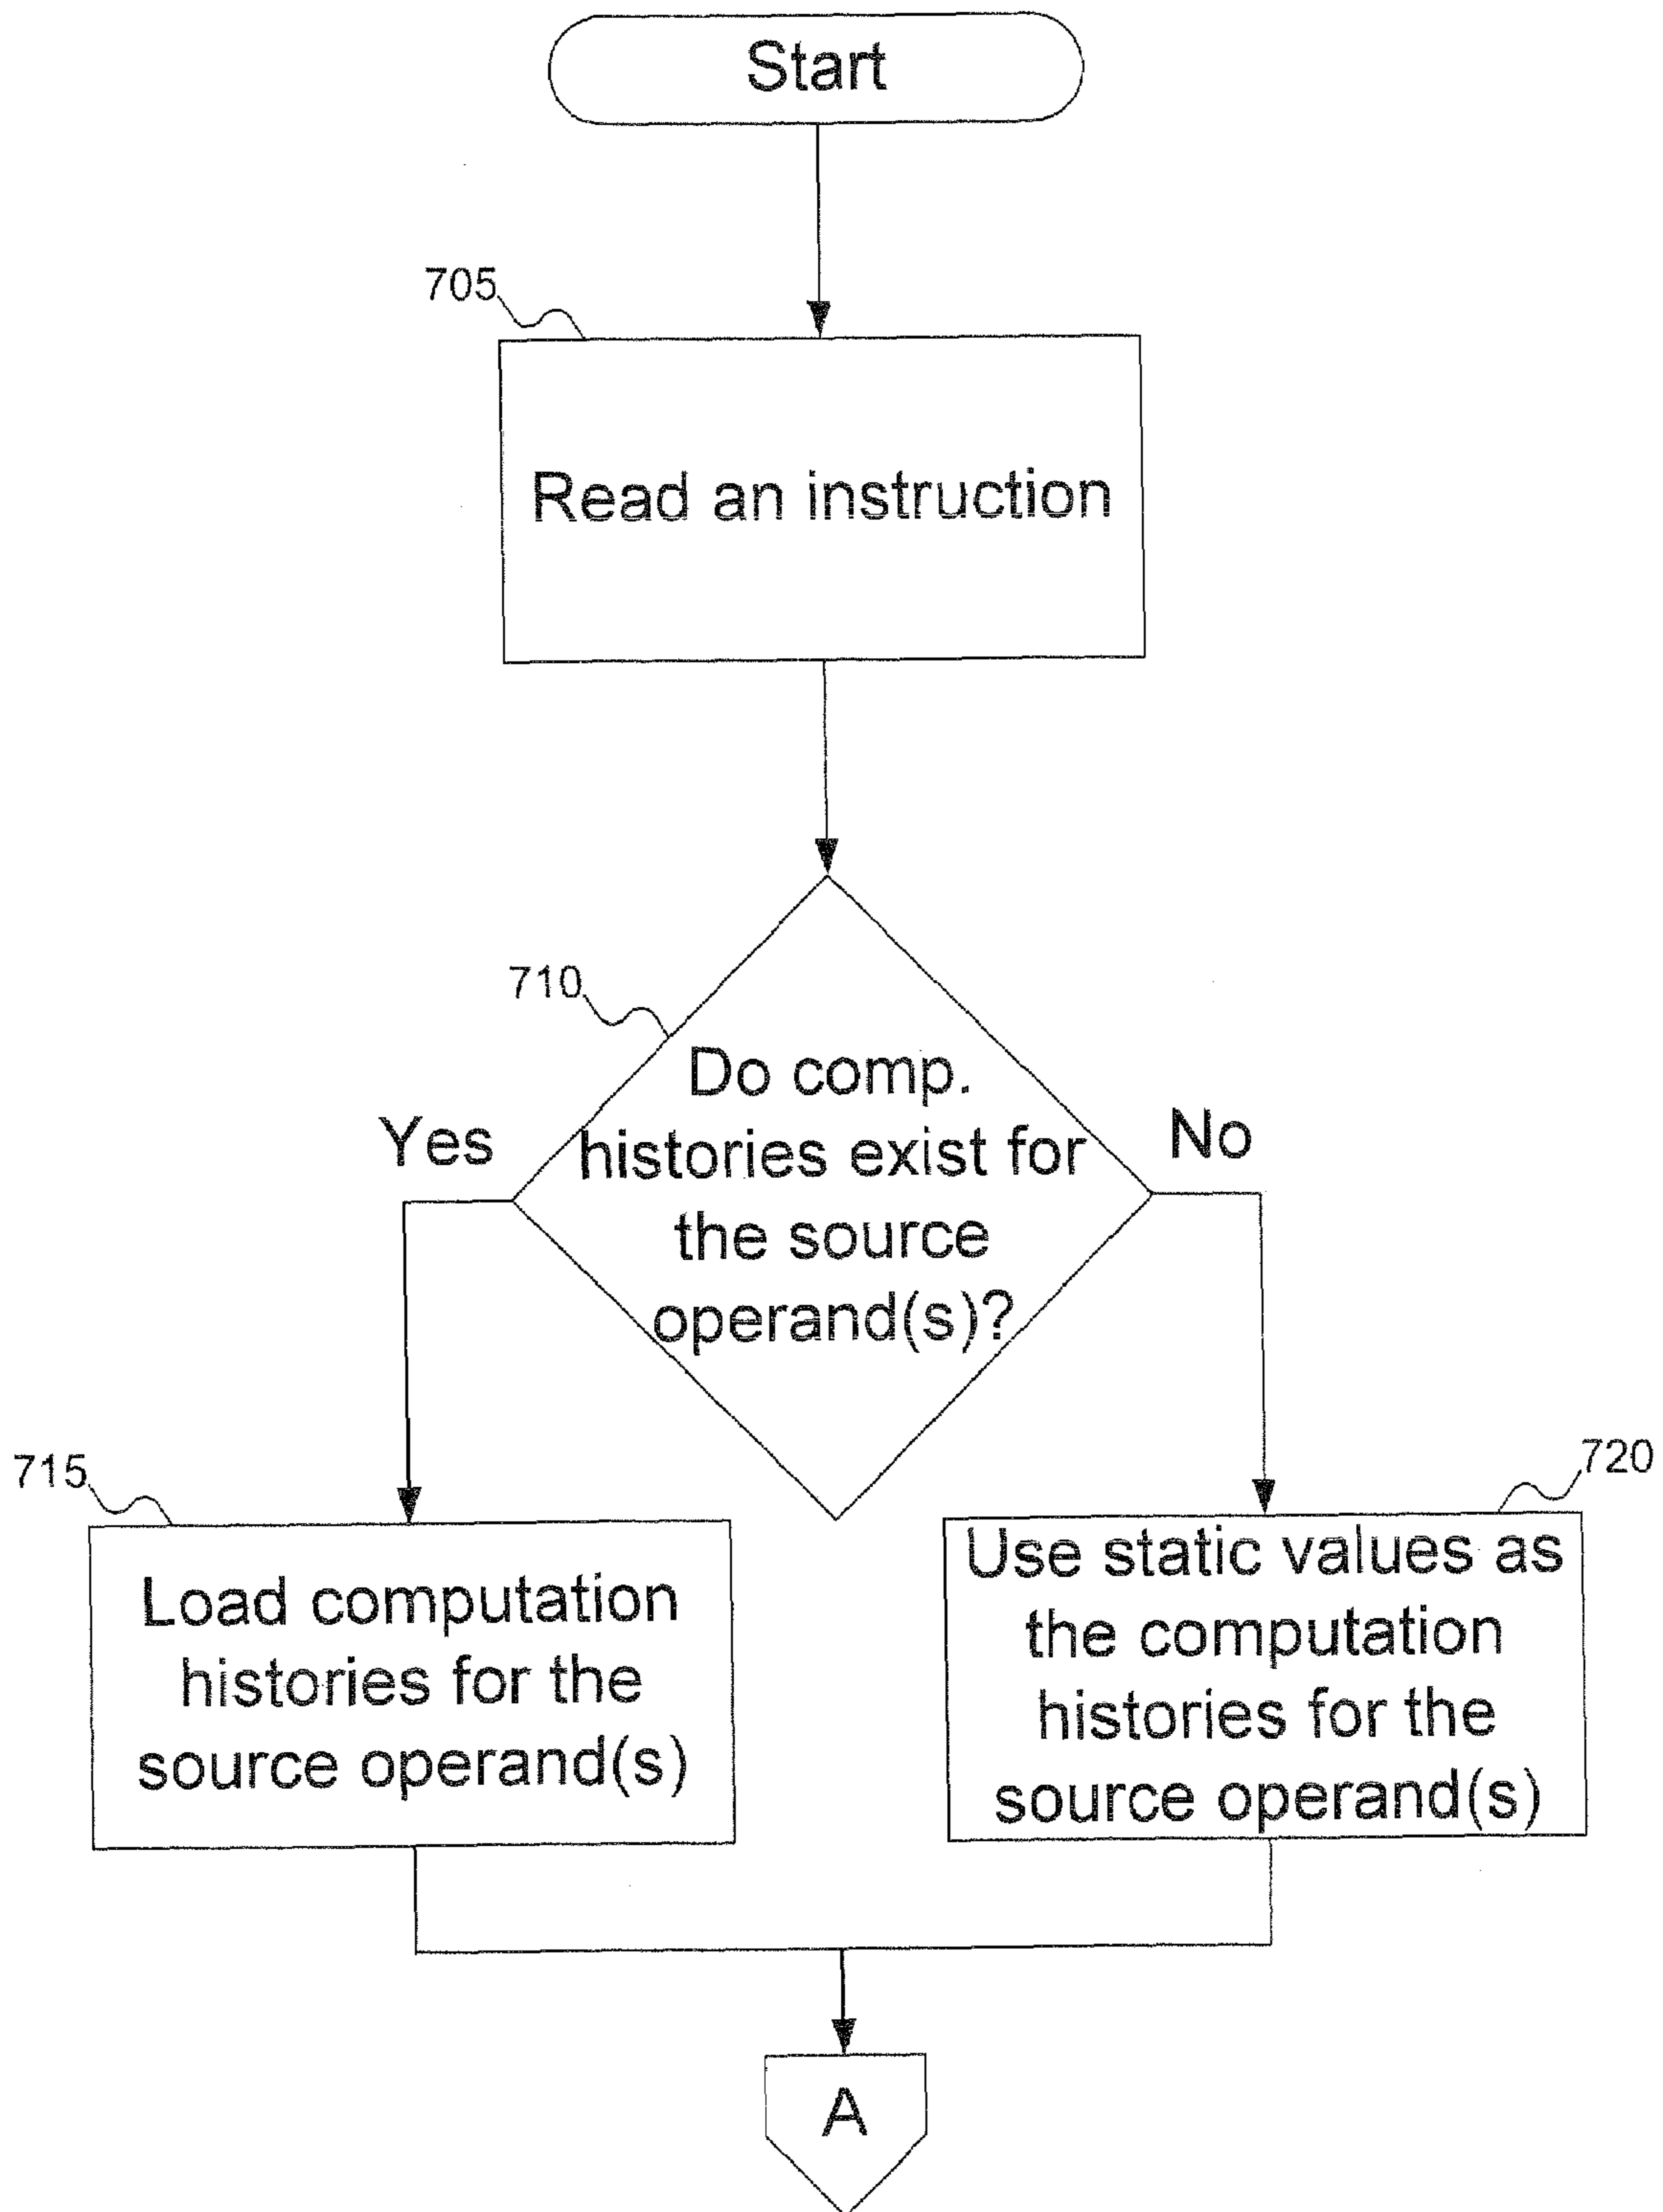 Start
705
Read an instruction
710
Do comp.
histories exist for
the source
operand(s)?
Yes
No
715
Load computation
histories for the
source operand(s)
720
Use static values as
the computation
histories for the
source operand(s)
A